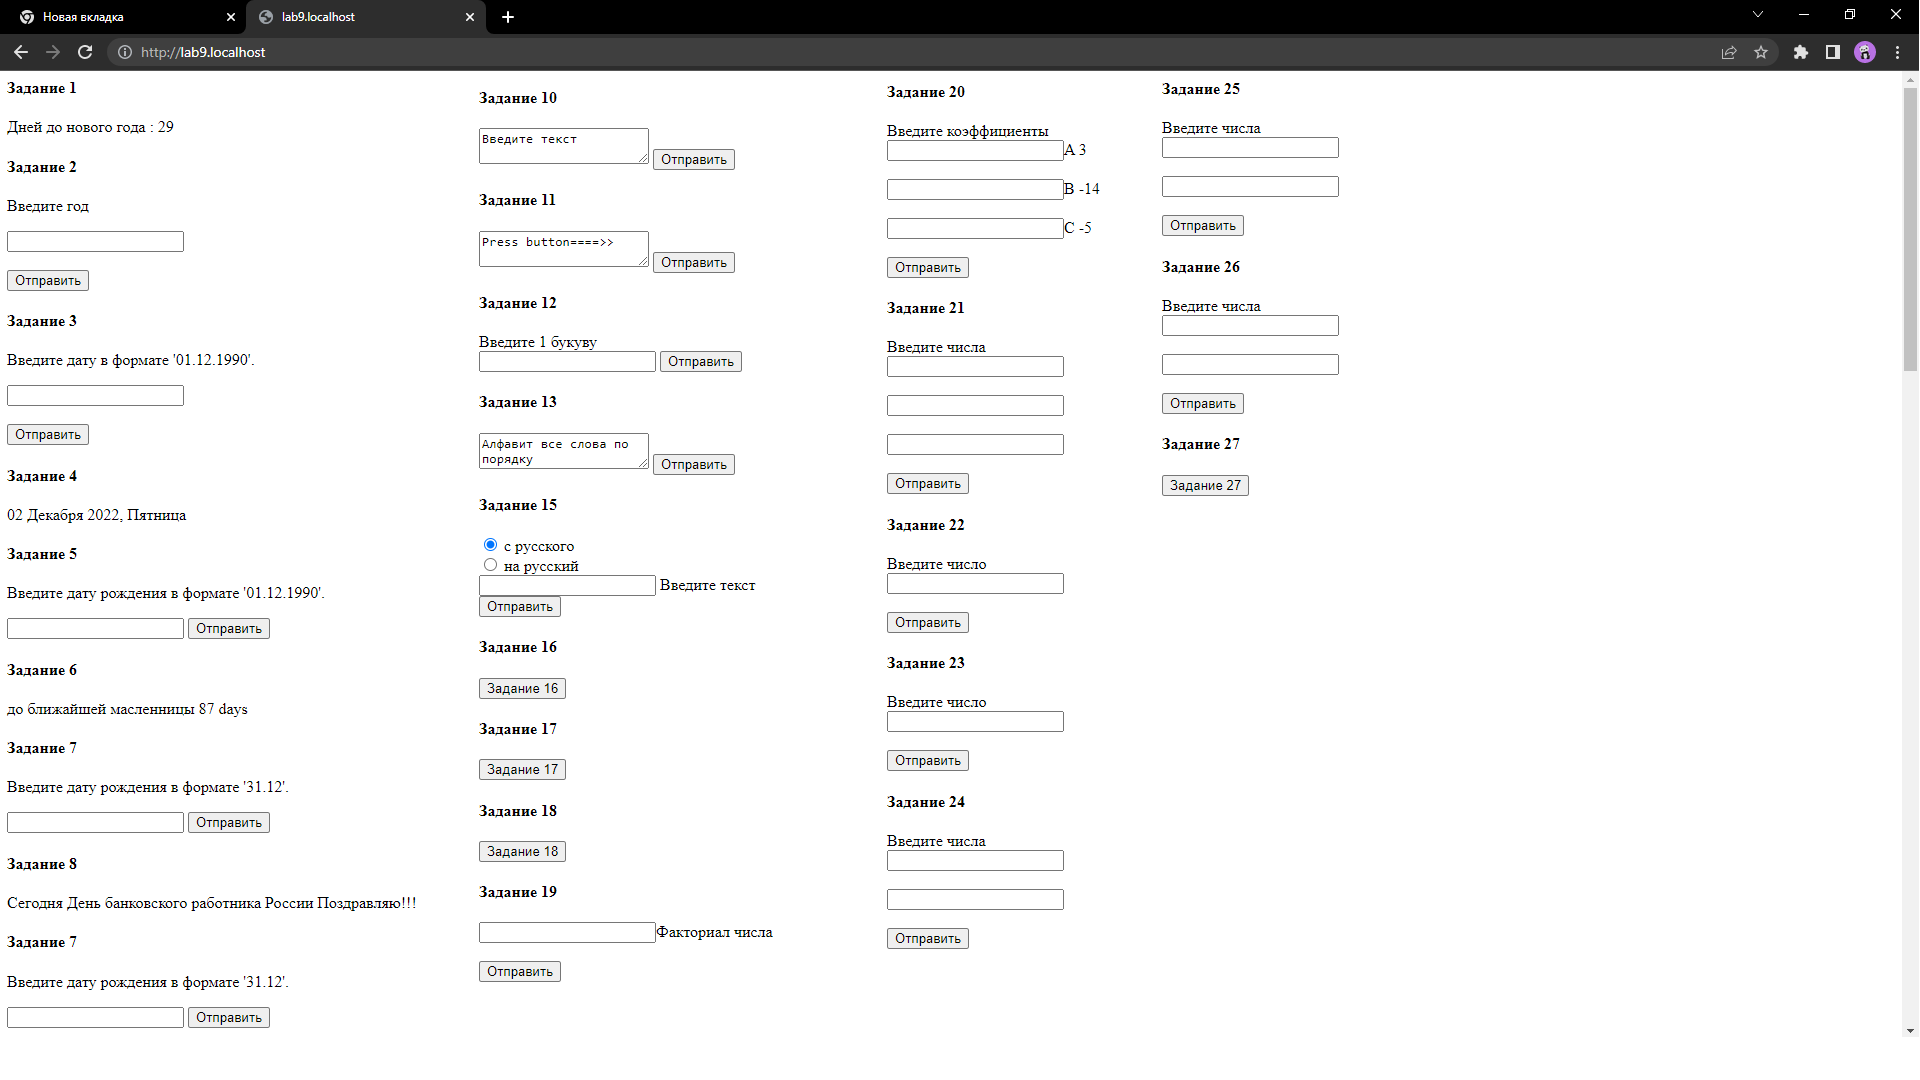 Новая вкладка
lab9.localhost
http://lab9.localhost
Задание 1
Дней до нового года : 29
Задание 2
Введите год
Отправить
Задание 3
Введите дату в формате '01.12.1990'.
Отправить
Задание 4
02 Декабря 2022, Пятница
Задание 5
Введите дату рождения в формате '01.12.1990'.
Отправить
Задание 6
до ближайшей масленницы 87 days
Задание 7
Введите дату рождения в формате '31.12'.
Отправить
Задание 8
Сегодня День банковского работника России Поздравляю!!!
Задание 7
Введите дату рождения в формате '31.12'.
Отправить
Задание 10
Введите текст
Отправить
Задание 11
Press button====>>
Отправить
Задание 12
Введите 1 букуву
Отправить
Задание 13
Алфавит все слова по
порядку
Отправить
Задание 15
с русского
на русский
Введите текст
Отправить
Задание 16
Задание 16
Задание 17
Задание 17
Задание 18
Задание 18
Задание 19
Факториал числа
Отправить
Задание 20
Введите коэффициенты
A 3
B -14
C -5
Отправить
Задание 21
Введите числа
Отправить
Задание 22
Введите число
Отправить
Задание 23
Введите число
Отправить
Задание 24
Введите числа
Отправить
Задание 25
Введите числа
Отправить
Задание 26
Введите числа
Отправить
Задание 27
Задание 27